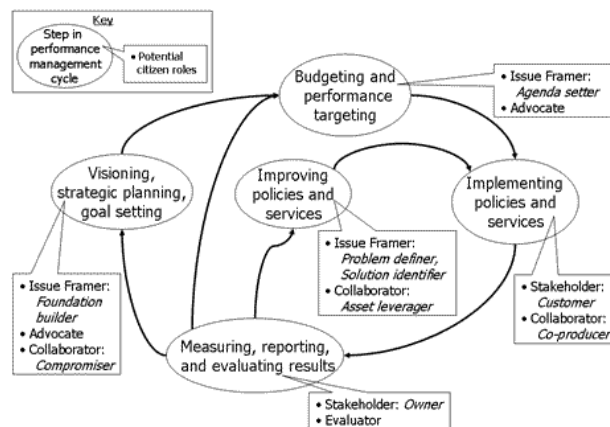 Key
Step in
performance
management
cycle
• Potential
citizen roles
Budgeting and
performance
targeting
• Issue Framer:
Agenda setter
• Advocate
Visioning,
strategic planning,
goal setting
Improving
policies and
services
Implementing
policies and
services
• Issue Framer:
Foundation
builder
• Advocate
• Collaborator:
Compromiser
• Issue Framer:
Problem definer,
Solution identifier
• Collaborator:
Asset leverager
• Stakeholder:
Customer
• Collaborator:
Co-producer
Measuring, reporting,
and evaluating results
• Stakeholder: Owner
• Evaluator